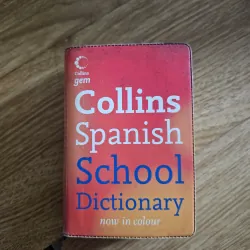 Collins
gem
Collins
Spanish
School
Dictionary
now in colour